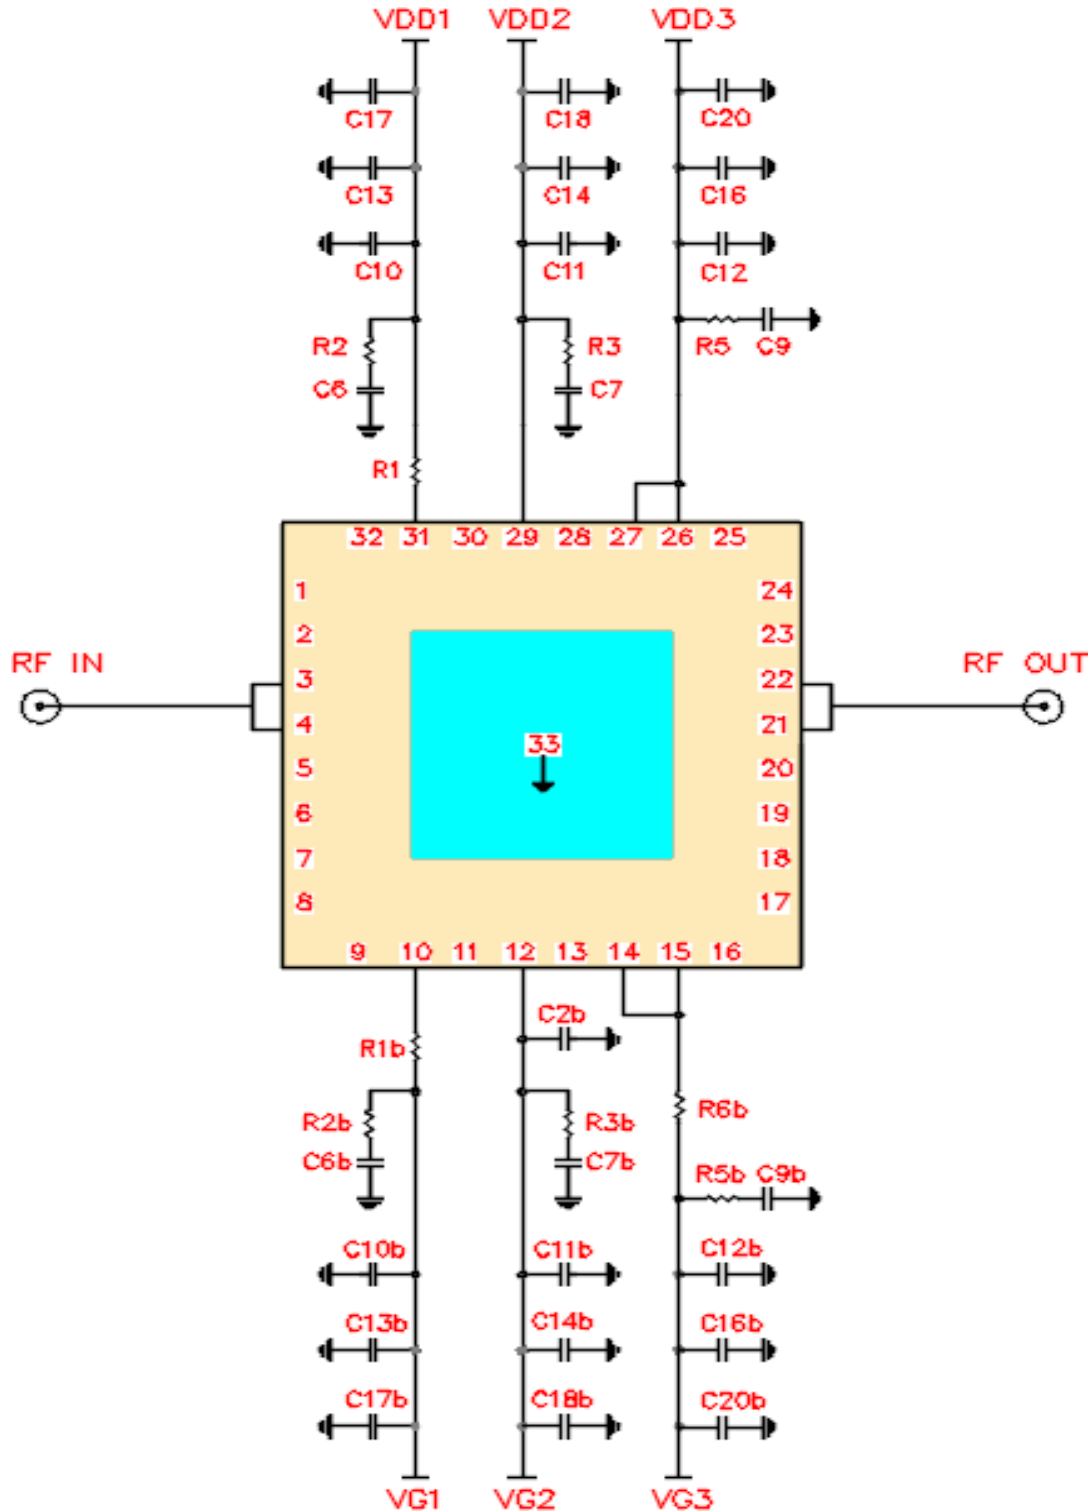 VDD1 VDD2 VDD3
C17 C18 C20
C13 C14 C16
C10 C11 C12
R2 R3 R5 C9
C6 C7
R1
32 31 30 29 28 27 26 25
1 24
2 23
RF IN 3 22 RF OUT
4 21
33
5 20
6 19
7 18
8 17
9 10 11 12 13 14 15 16
C2b
R1b
R6b
R2b R3b
C6b C7b R5b C9b
C10b C11b C12b
C13b C14b C16b
C17b C18b C20b
VG1 VG2 VG3